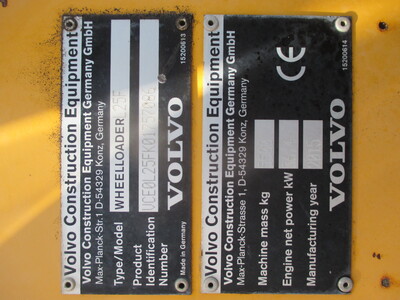 Volvo Construction Equipment
Volvo Construction Equipment Germany GmbH
Max-Planck-Str.1 D-54329 Konz, Germany
Type/Model WHEELLOADER
Product
Identification
Number
VOLVO
Made in Germany
15200613
Volvo Construction Equipment
Volvo Construction Equipment Germany GmbH
Max-Planck-Strasse 1, D-54329 Konz, Germany
Machine mass kg
Engine net power kW
Manufacturing year
CE
VOLVO
15200614